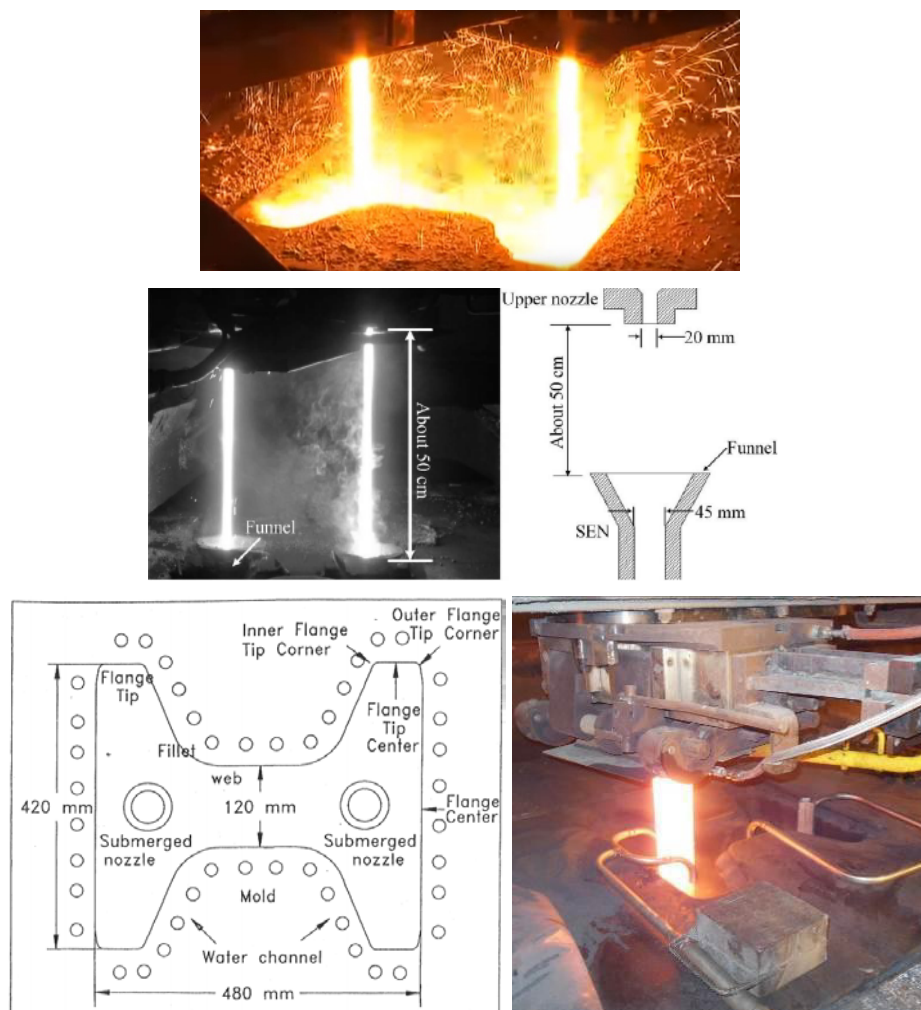 About 50 cm
Funnel
Upper nozzle
20 mm
About 50 cm
Funnel
SEN
45 mm
Inner Flange
Tip Corner
Outer Flange
Tip Corner
Flange
Tip
Flange
Tip
Center
Fillet
web
420 mm
120 mm
Flange
Center
Submerged
nozzle
Submerged
nozzle
Mold
Water channel
480 mm